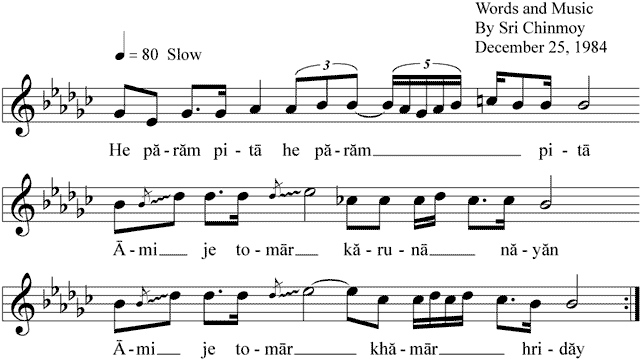 Words and Music
By Sri Chinmoy
December 25, 1984
= 80 Slow
3 5
He pă-răm pi-tā he pă-răm pi-tā
Ā-mi je to-mār kă-ru-nā nă-yăn
Ā-mi je to-mār khă-mār hri-dăy